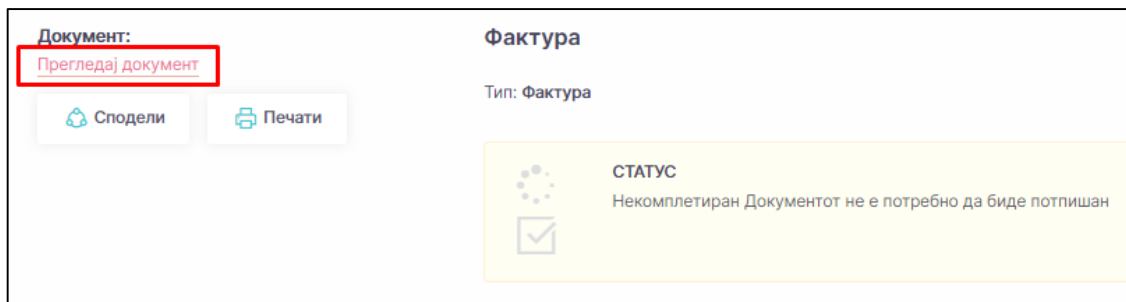 Документ:
Прегледај документ
Сподели
Печати
Фактура
Тип: Фактура
СТАТУС
Некомплетиран Документот не е потребно да биде потпишан